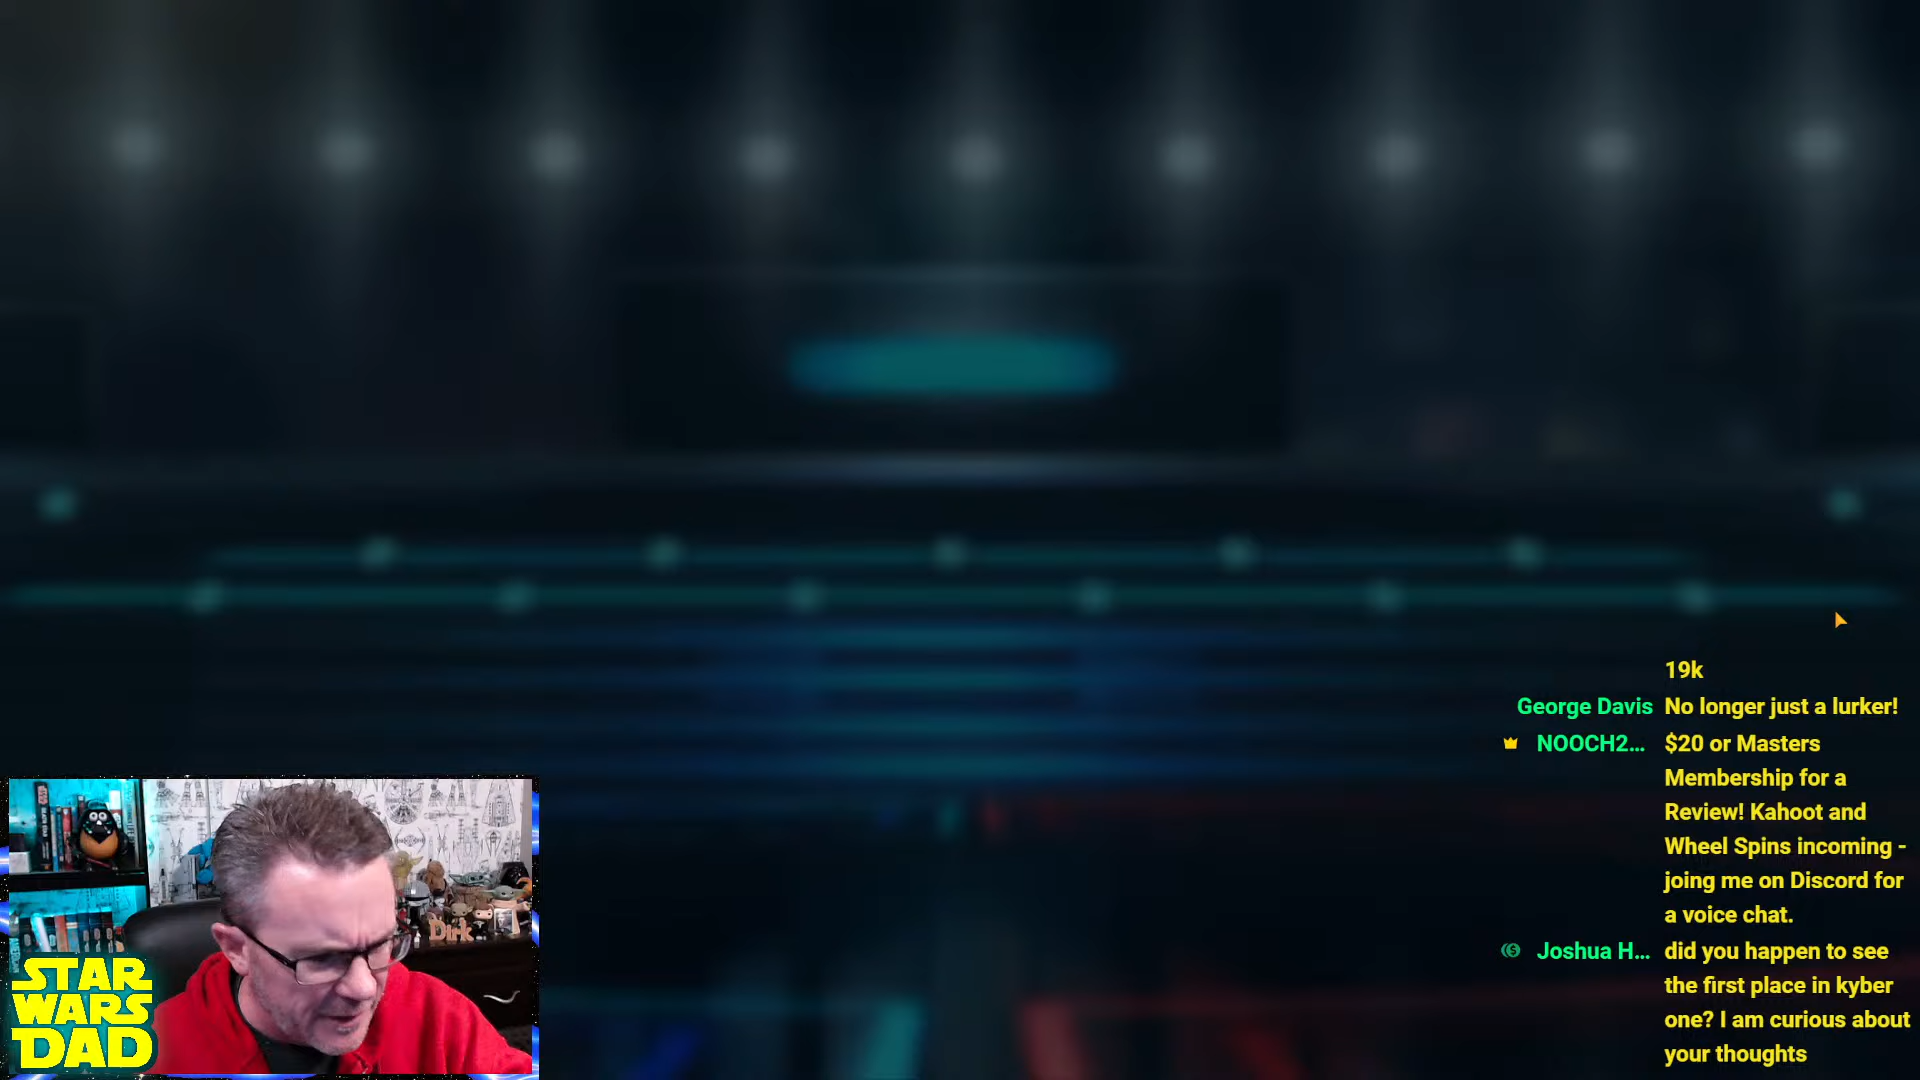 19k
George Davis No longer just a lurker!
NOOCH2... $20 or Masters
Membership for a
Review! Kahoot and
Wheel Spins incoming -
joing me on Discord for
a voice chat.
Joshua H... did you happen to see
the first place in kyber
one? I am curious about
your thoughts
Dirk
STAR
WARS
DAD